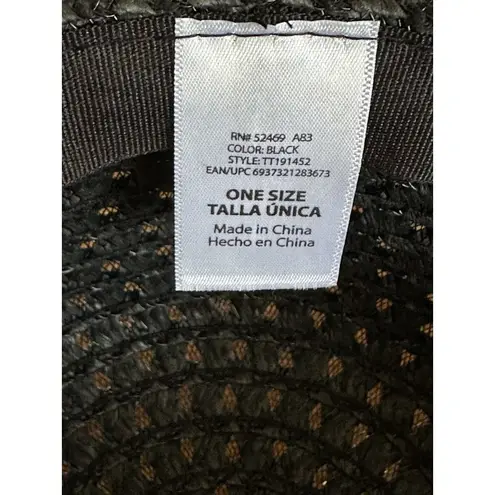 RN# 52469 A83
COLOR: BLACK
STYLE: TT191452
EAN/UPC 6937321283673
ONE SIZE
TALLA ÚNICA
Made in China
Hecho en China